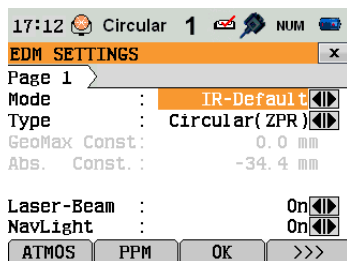 17:12 Circular 1 NUM
EDM SETTINGS x
Page 1
Mode : IR-Default
Type : Circular(ZPR)
GeoMax Const: 0.0 mm
Abs. Const.: -34.4 mm
Laser-Beam : On
NavLight : On
ATMOS PPM OK >>>